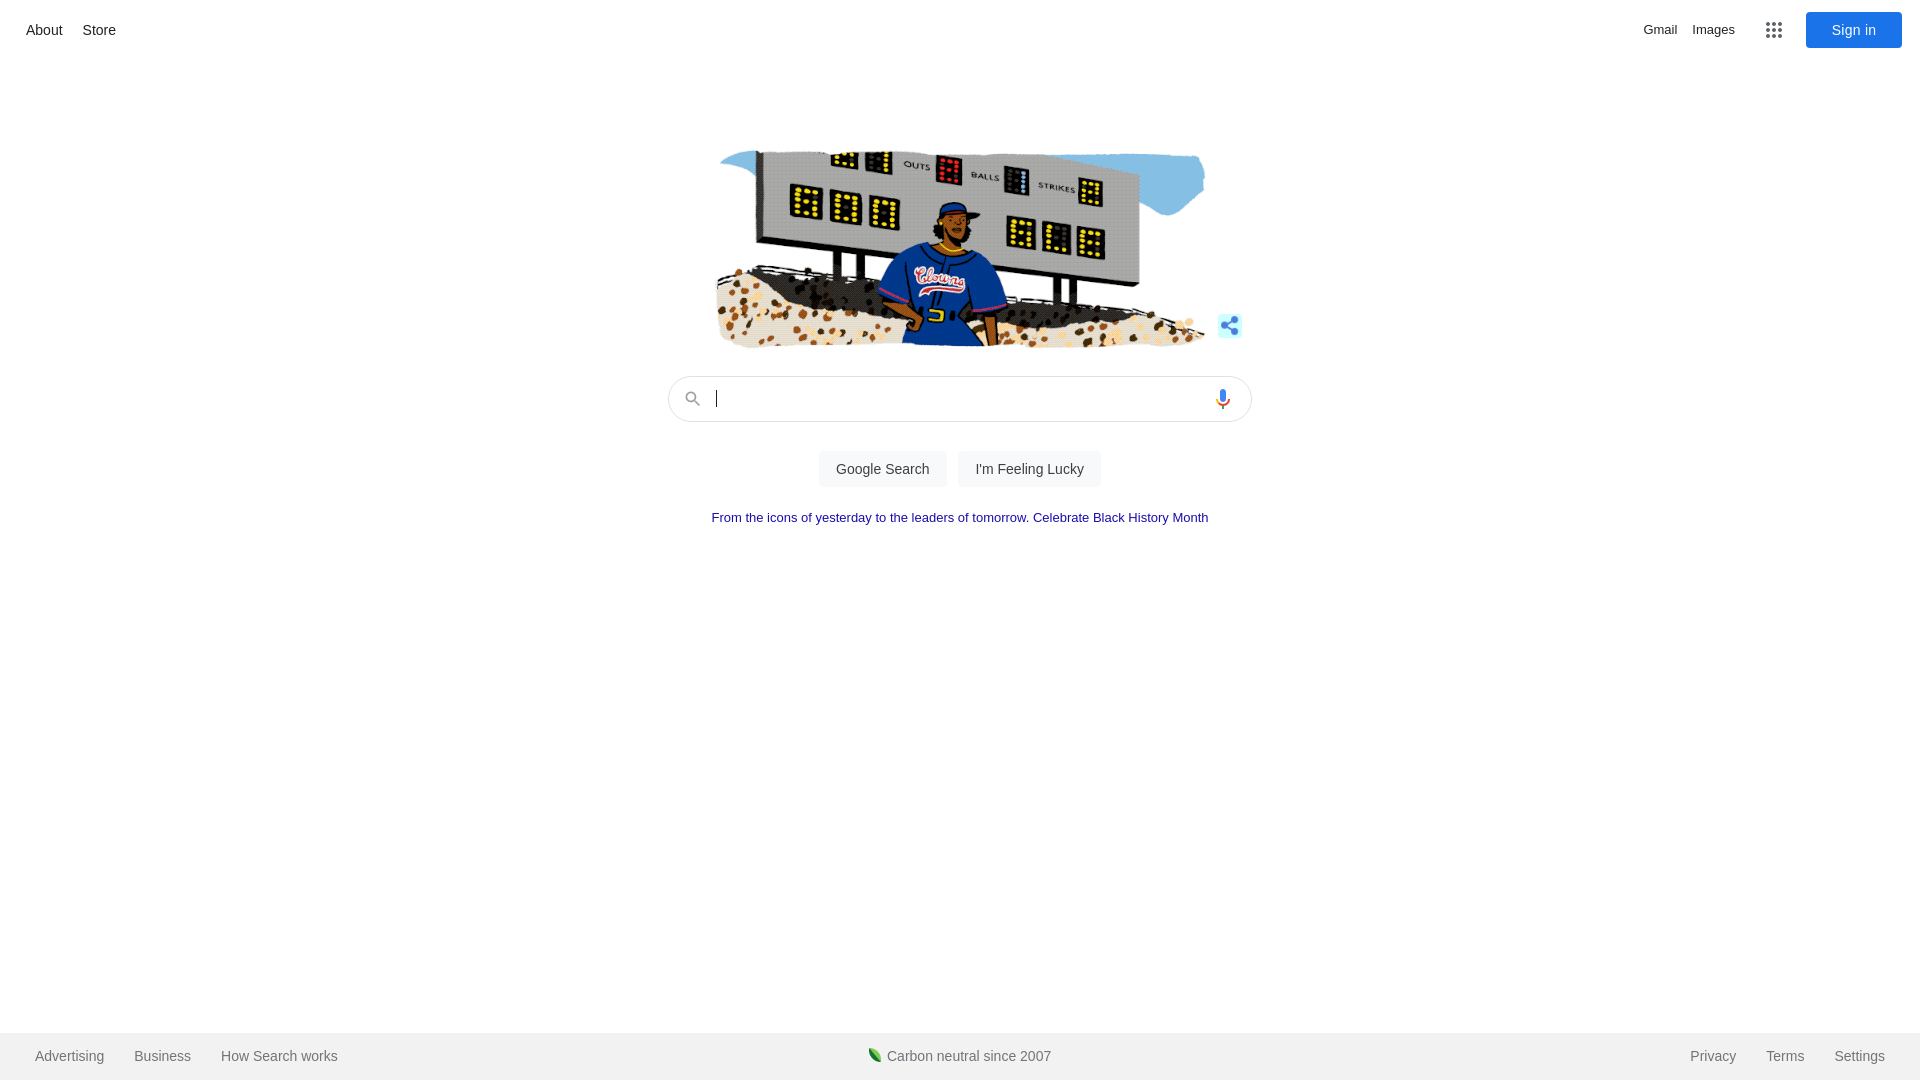 About Store
Gmail Images Sign in
OUTS BALLS STRIKES
Clowns
Google Search I'm Feeling Lucky
From the icons of yesterday to the leaders of tomorrow. Celebrate Black History Month
Advertising Business How Search works Carbon neutral since 2007 Privacy Terms Settings